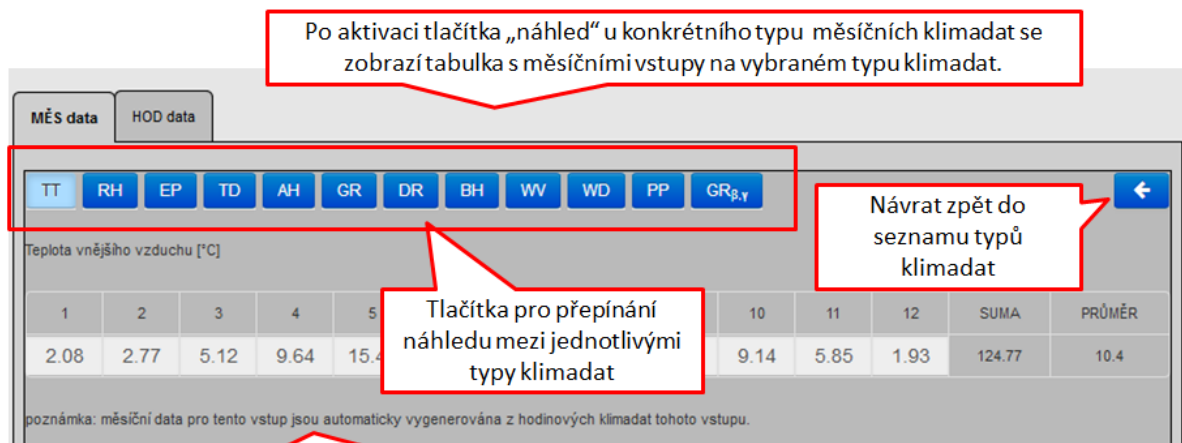 Po aktivaci tlačítka „náhled“ u konkrétního typu měsíčních klimadat se
zobrazí tabulka s měsíčními vstupy na vybraném typu klimadat.
MĚS data HOD data
TT RH EP TD AH GR DR BH WV WD PP GRβ,γ
Návrat zpět do
seznamu typů
klimadat
Teplota vnějšího vzduchu [°C]
Tlačítka pro přepínání
náhledu mezi jednotlivými
typy klimadat
1 2 3 4 5 10 11 12 SUMA PRŮMĚR
2.08 2.77 5.12 9.64 15.4 9.14 5.85 1.93 124.77 10.4
poznámka: měsíční data pro tento vstup jsou automaticky vygenerována z hodinových klimadat tohoto vstupu.